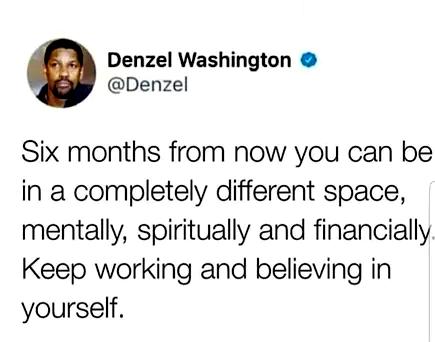 Denzel Washington
@Denzel
Six months from now you can be
in a completely different space,
mentally, spiritually and financially.
Keep working and believing in
yourself.